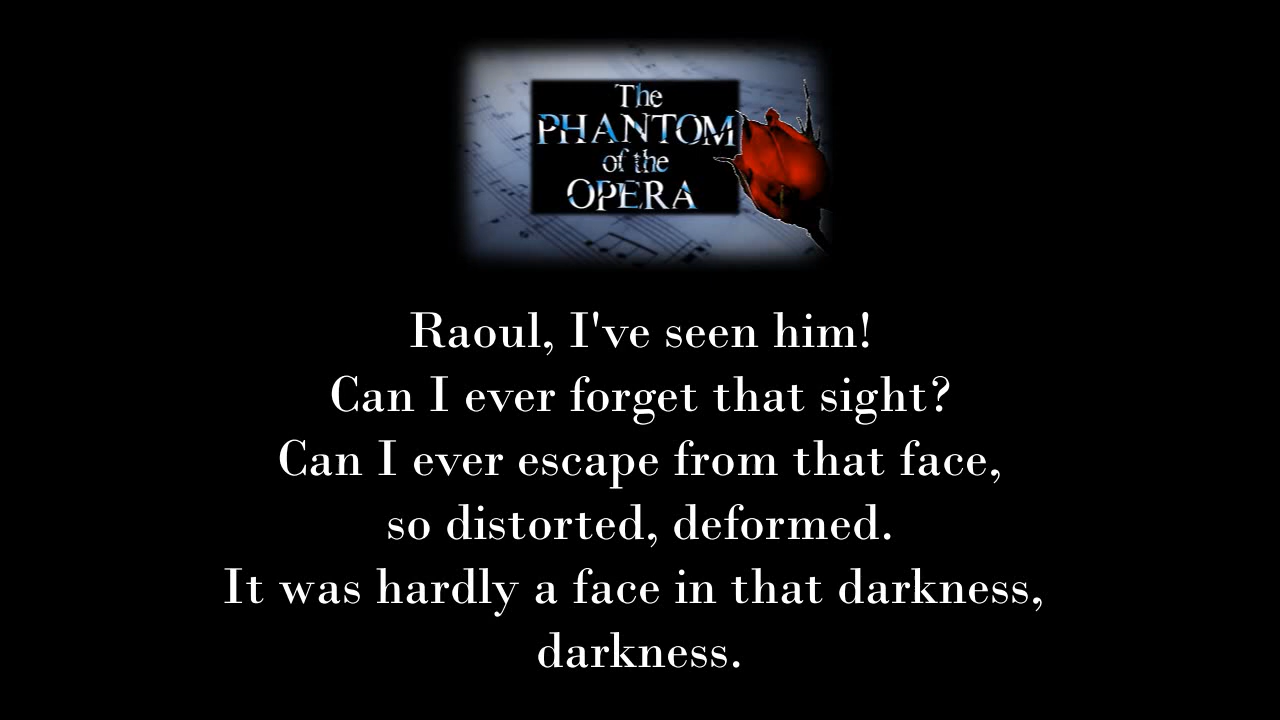 The
PHANTOM
of the
OPERA
Raoul, I've seen him!
Can I ever forget that sight?
Can I ever escape from that face,
so distorted, deformed.
It was hardly a face in that darkness,
darkness.